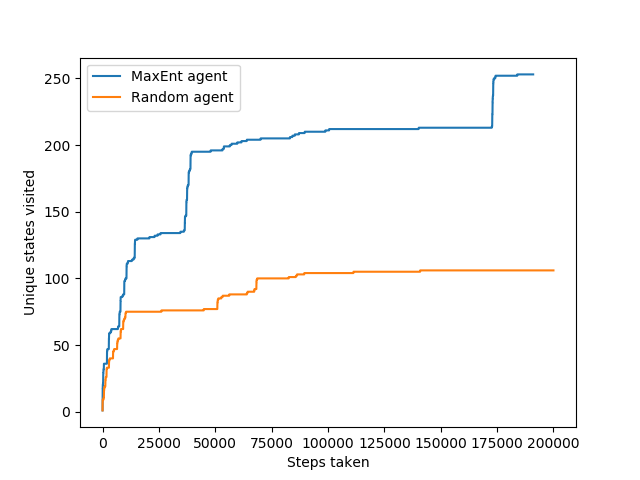 MaxEnt agent
Random agent
250
200
150
100
50
0
Unique states visited
0 25000 50000 75000 100000 125000 150000 175000 200000
Steps taken